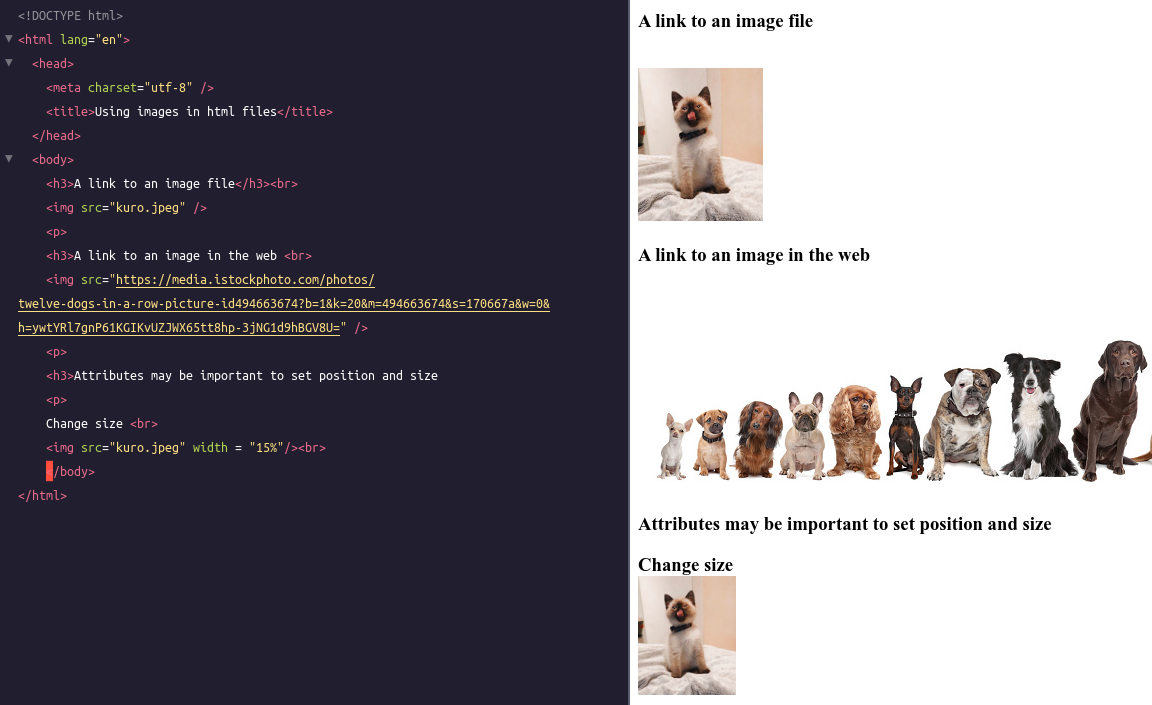 <!DOCTYPE html>
<html lang="en">
<head>
<meta charset="utf-8" />
<title>Using images in html files</title>
</head>
<body>
<h3>A link to an image file</h3><br>
<img src="kuro.jpeg" />
<p>
<h3>A link to an image in the web <br>
<img src="https://media.istockphoto.com/photos/
twelve-dogs-in-a-row-picture-id494663674?b=1&k=20&m=494663674&s=170667a&w=0&
h=ywtYRl7gnP61KGIKvUZJWX65tt8hp-3jNG1d9hBGV8U=" />
<p>
<h3>Attributes may be important to set position and size
<p>
Change size <br>
<img src="kuro.jpeg" width = "15%"/><br>
</body>
</html>
A link to an image file
A link to an image in the web
Attributes may be important to set position and size
Change size